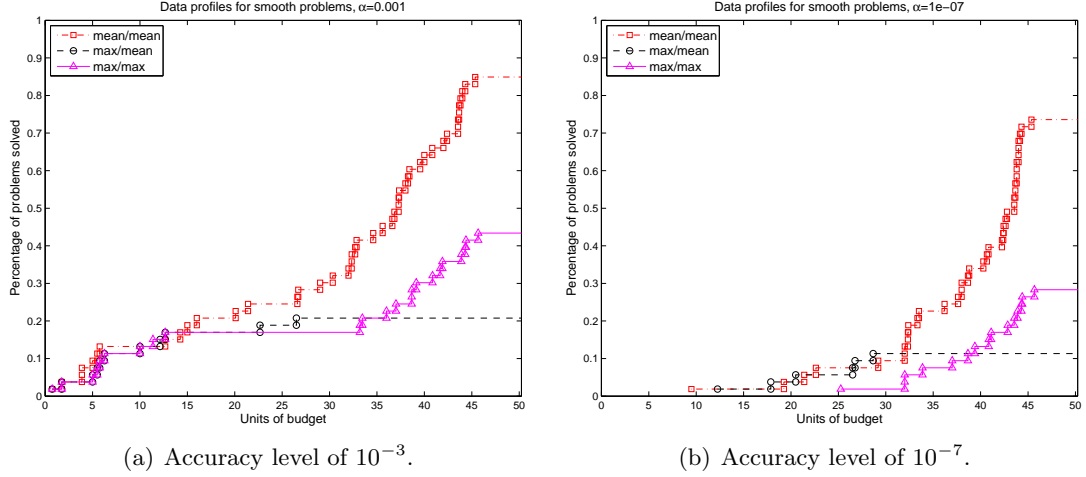 Data profiles for smooth problems, α=0.001
1
0.9
0.8
0.7
0.6
0.5
0.4
0.3
0.2
0.1
0
Percentage of problems solved
mean/mean
max/mean
max/max
0 5 10 15 20 25 30 35 40 45 50
Units of budget
(a) Accuracy level of 10⁻³.
Data profiles for smooth problems, α=1e−07
1
0.9
0.8
0.7
0.6
0.5
0.4
0.3
0.2
0.1
0
Percentage of problems solved
mean/mean
max/mean
max/max
0 5 10 15 20 25 30 35 40 45 50
Units of budget
(b) Accuracy level of 10⁻⁷.